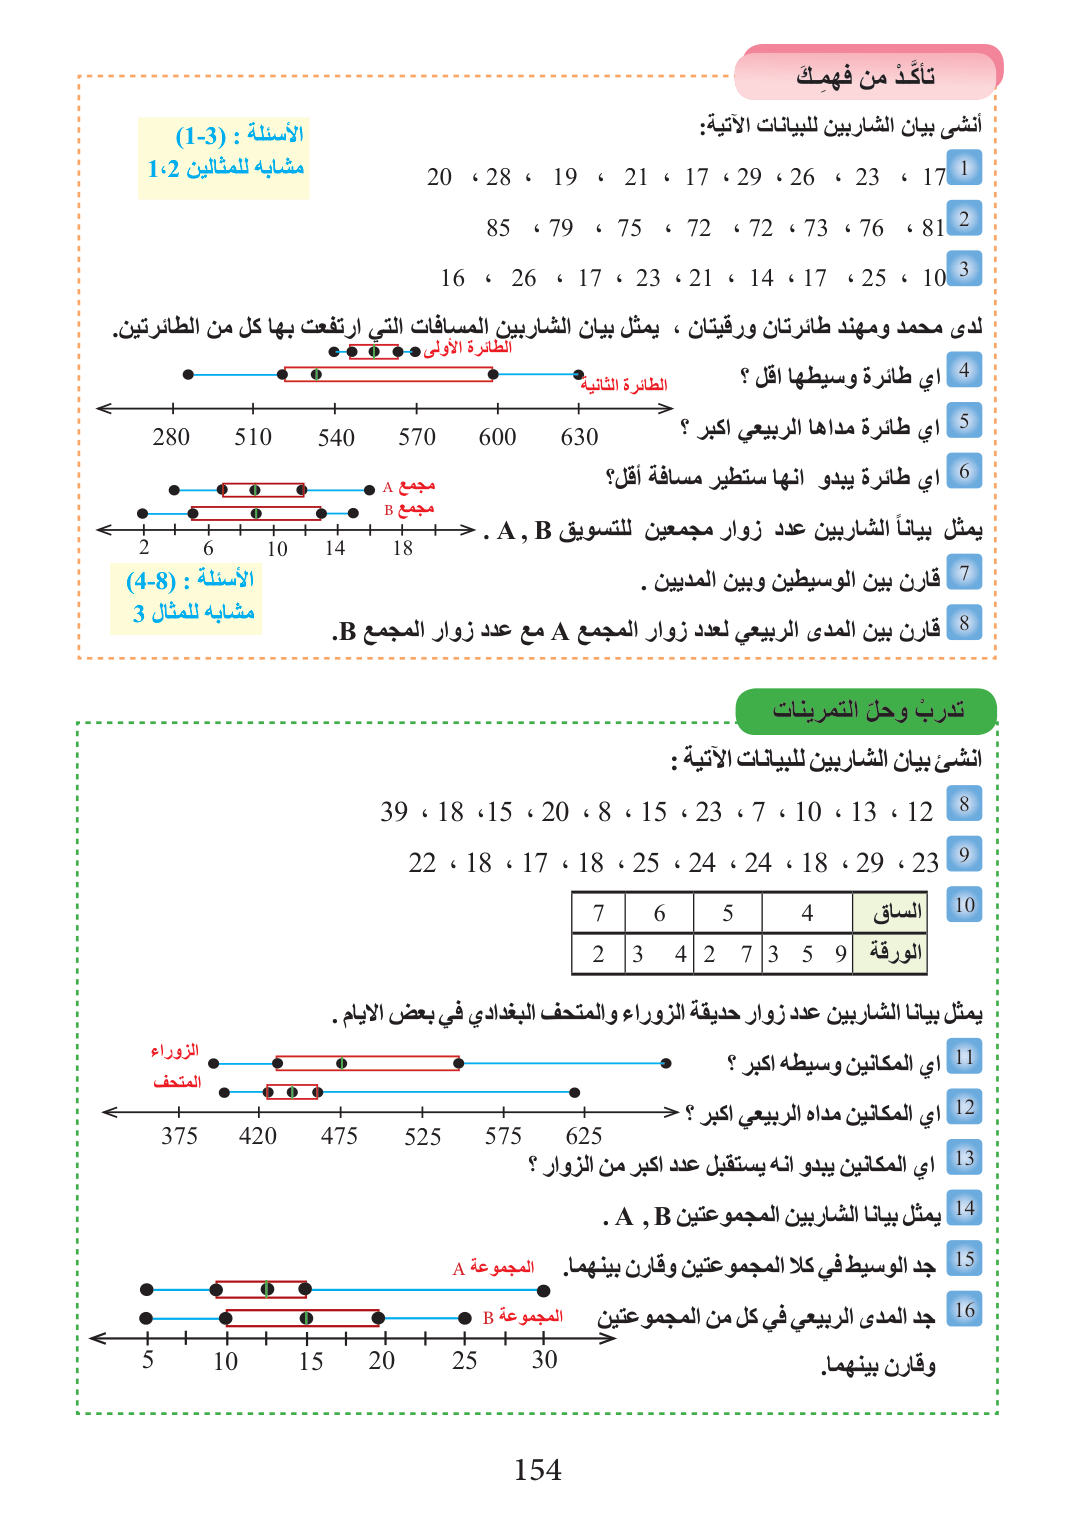 تأكَّدْ من فهمِكَ
أنشى بيان الشاربين للبيانات الآتية:
الأسئلة : (1-3)
مشابه للمثالين 1،2
1 17 ، 23 ، 26 ، 29 ، 17 ، 21 ، 19 ، 28 ، 20
2 81 ، 76 ، 73 ، 72 ، 72 ، 75 ، 79 ، 85
3 10 ، 25 ، 17 ، 14 ، 21 ، 23 ، 17 ، 26 ، 16
لدى محمد ومهند طائرتان ورقيتان ، يمثل بيان الشاربين المسافات التي ارتفعت بها كل من الطائرتين.
الطائرة الأولى
الطائرة الثانية
280 510 540 570 600 630
4 اي طائرة وسيطها اقل ؟
5 اي طائرة مداها الربيعي اكبر ؟
6 اي طائرة يبدو انها ستطير مسافة أقل؟
مجمع A
مجمع B
2 6 10 14 18
يمثل بياناً الشاربين عدد زوار مجمعين للتسويق A , B .
الأسئلة : (4-8)
مشابه للمثال 3
7 قارن بين الوسيطين وبين المديين .
8 قارن بين المدى الربيعي لعدد زوار المجمع A مع عدد زوار المجمع B.
تدربْ وحلَ التمرينات
انشئ بيان الشاربين للبيانات الآتية :
8 12 ، 13 ، 10 ، 7 ، 23 ، 15 ، 8 ، 20 ، 15، 18 ، 39
9 23 ، 29 ، 18 ، 24 ، 24 ، 25 ، 18 ، 17 ، 18 ، 22
10 الساق 4 5 6 7
الورقة 3 5 9 2 7 3 4 2
يمثل بيانا الشاربين عدد زوار حديقة الزوراء والمتحف البغدادي في بعض الايام .
الزوراء
المتحف
375 420 475 525 575 625
11 اي المكانين وسيطه اكبر ؟
12 اي المكانين مداه الربيعي اكبر ؟
13 اي المكانين يبدو انه يستقبل عدد اكبر من الزوار ؟
14 يمثل بيانا الشاربين المجموعتين A , B .
15 جد الوسيط في كلا المجموعتين وقارن بينهما.
المجموعة A
المجموعة B
5 10 15 20 25 30
16 جد المدى الربيعي في كل من المجموعتين
وقارن بينهما.
154